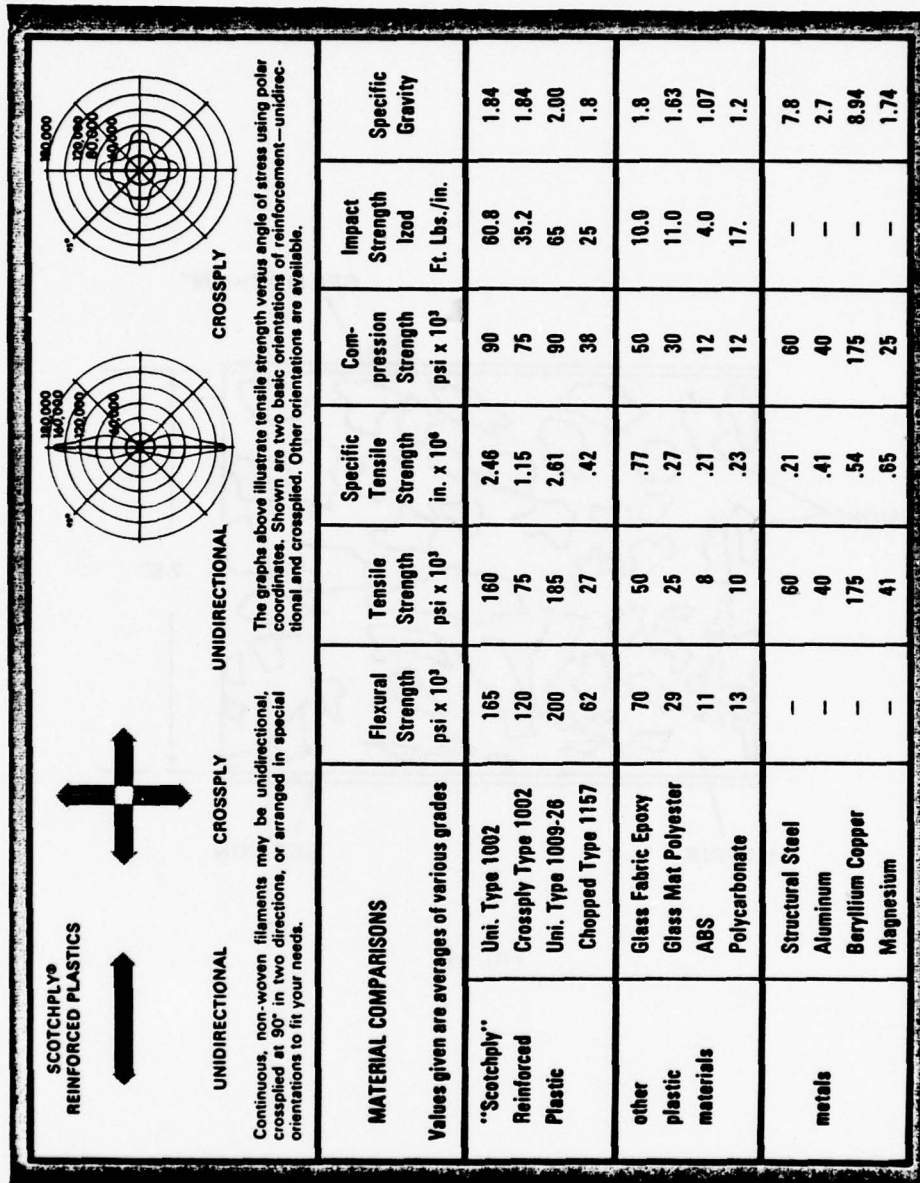 SCOTCHPLY®
REINFORCED PLASTICS
UNIDIRECTIONAL
CROSSPLY
Continuous, non-woven filaments may be unidirectional,
crossplied at 90° in two directions, or arranged in special
orientations to fit your needs.
180,000
160,000
120,000
45°
UNIDIRECTIONAL
180,000
120,000
80,000
45°
CROSSPLY
The graphs above illustrate tensile strength versus angle of stress using polar
coordinates. Shown are two basic orientations of reinforcement—unidirec-
tional and crossplied. Other orientations are available.
MATERIAL COMPARISONS
Values given are averages of various grades
Flexural Strength psi x 10³
Tensile Strength psi x 10³
Specific Tensile Strength in. x 10⁶
Com-pression Strength psi x 10³
Impact Strength Izod Ft. Lbs./in.
Specific Gravity
"Scotchply" Reinforced Plastic
Uni. Type 1002 165 160 2.46 90 60.8 1.84
Crossply Type 1002 120 75 1.15 75 35.2 1.84
Uni. Type 1009-26 200 185 2.61 90 65 2.00
Chopped Type 1157 62 27 .42 38 25 1.8
other plastic materials
Glass Fabric Epoxy 70 50 .77 50 10.0 1.8
Glass Mat Polyester 29 25 .27 30 11.0 1.63
ABS 11 8 .21 12 4.0 1.07
Polycarbonate 13 10 .23 12 17. 1.2
metals
Structural Steel – 60 .21 60 – 7.8
Aluminum – 40 .41 40 – 2.7
Beryllium Copper – 175 .54 175 – 8.94
Magnesium – 41 .65 25 – 1.74